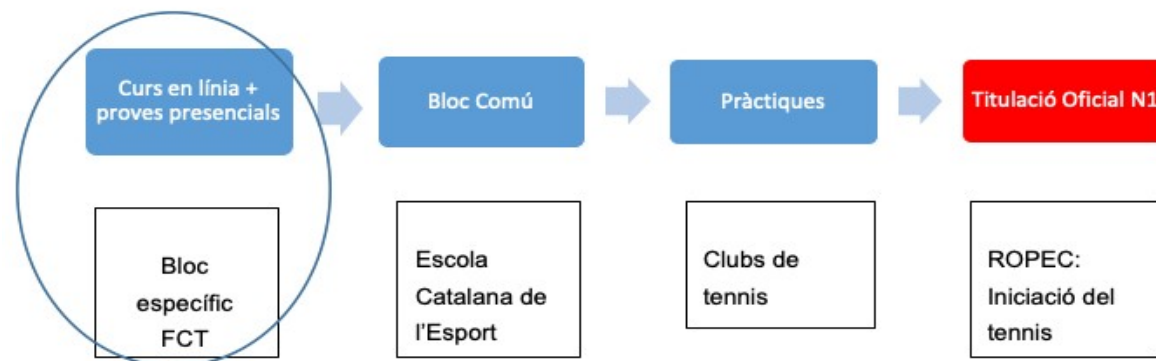 Curs en línia +
proves presencials
Bloc Comú
Pràctiques
Titulació Oficial N1
Bloc
específic
FCT
Escola
Catalana de
l'Esport
Clubs de
tennis
ROPEC:
Iniciació del
tennis